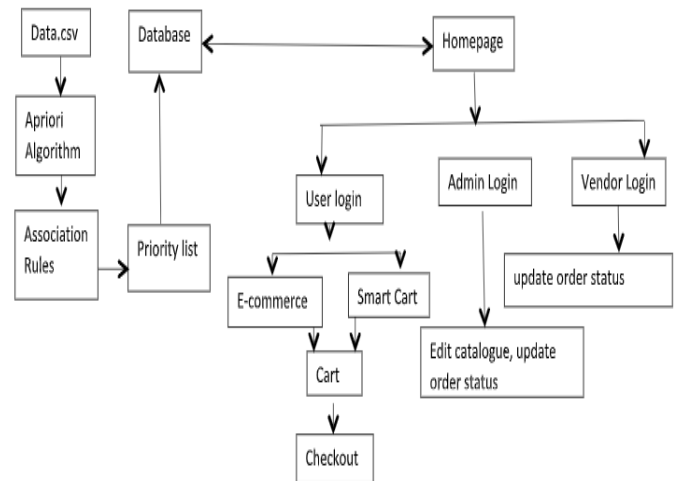 Data.csv
Database
Homepage
Apriori
Algorithm
User login
Admin Login
Vendor Login
Association
Rules
Priority list
E-commerce
Smart Cart
update order status
Edit catalogue, update
order status
Cart
Checkout